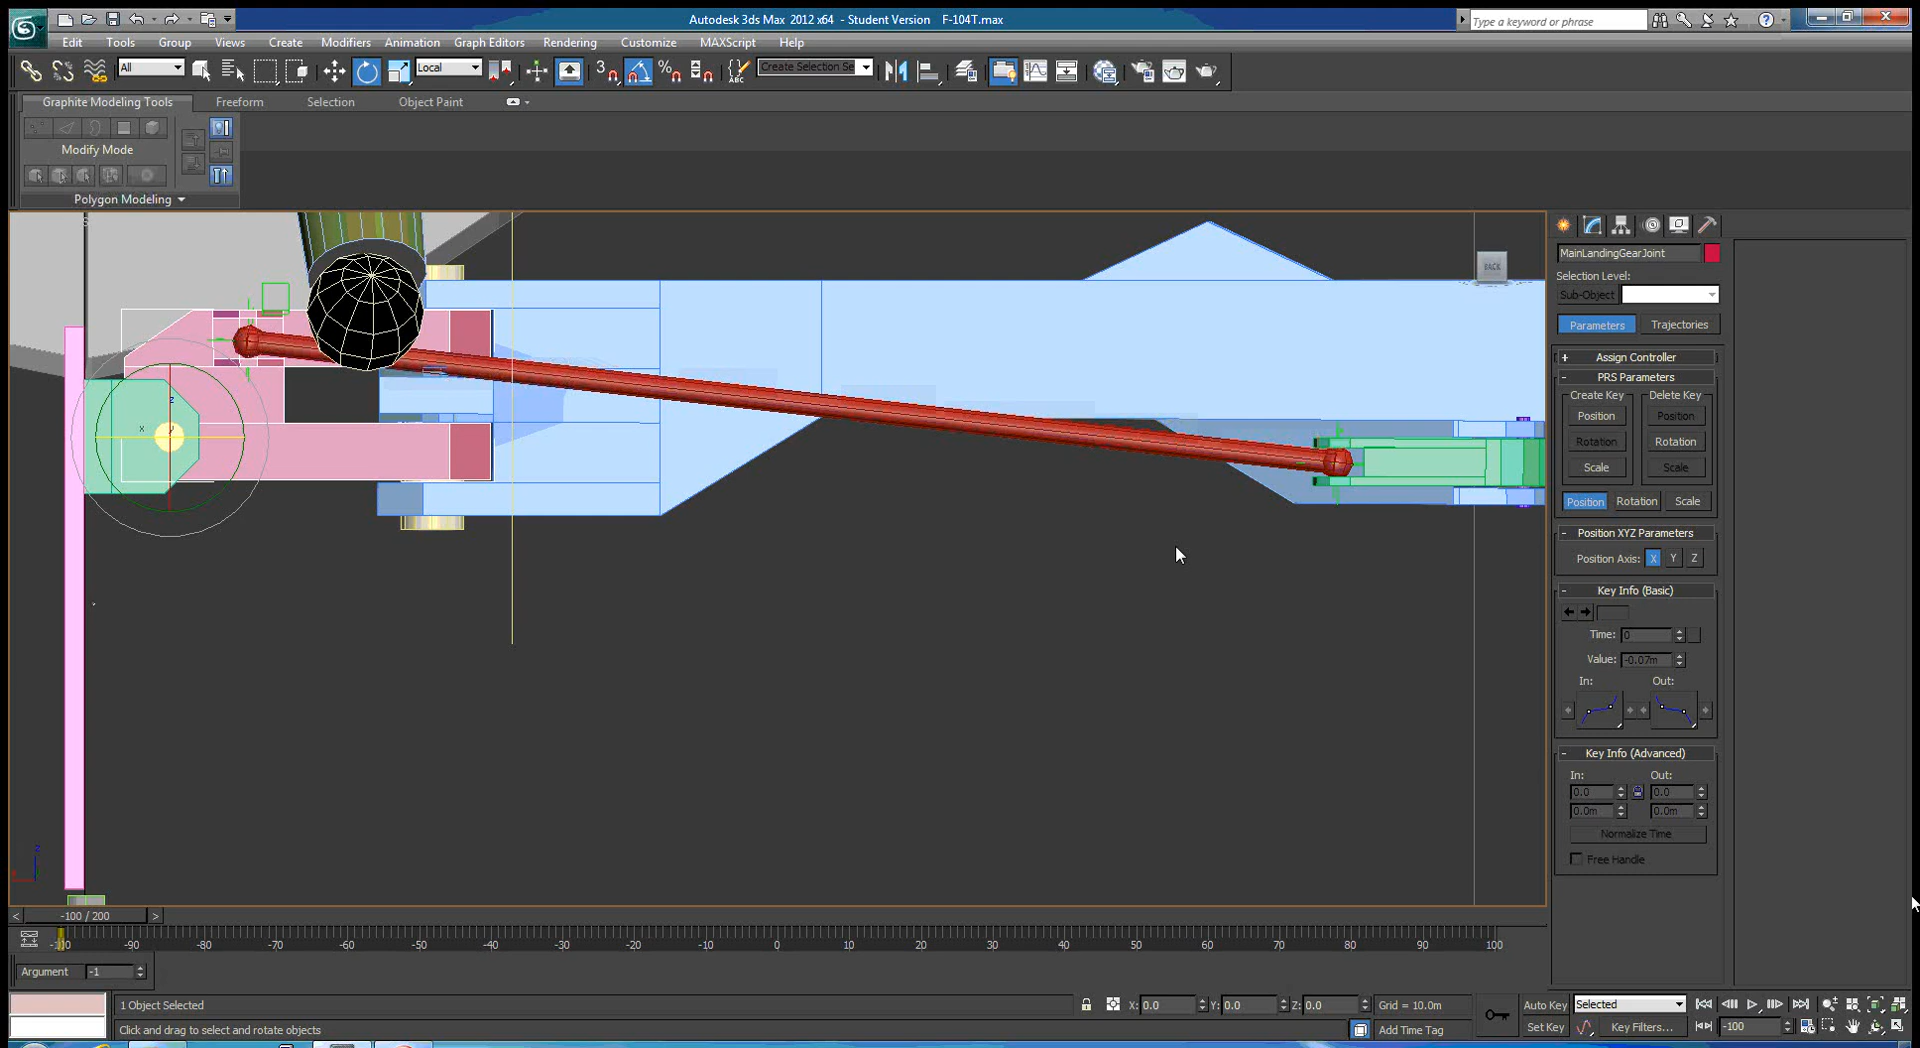 Autodesk 3ds Max 2012 x64 - Student Version F-104T.max
Type a keyword or phrase
Edit Tools Group Views Create Modifiers Animation Graph Editors Rendering Customize MAXScript Help
All
Local
3
Create Selection Se
Graphite Modeling Tools Freeform Selection Object Paint
Modify Mode
Polygon Modeling
BACK
MainLandingGearJoint
Selection Level:
Sub-Object
Parameters Trajectories
+ Assign Controller
- PRS Parameters
Create Key Delete Key
Position Position
Rotation Rotation
Scale Scale
Position Rotation Scale
- Position XYZ Parameters
Position Axis: X Y Z
- Key Info (Basic)
Time: 0
Value: -0.07m
In: Out:
- Key Info (Advanced)
In: Out:
0.0 0.0
0.0m 0.0m
Normalize Time
Free Handle
x
z
z
< -100 / 200 >
-90 -80 -70 -60 -50 -40 -30 -20 -10 0 10 20 30 40 50 60 70 80 90 100
Argument -1
1 Object Selected X: 0.0 Y: 0.0 Z: 0.0 Grid = 10.0m Auto Key Selected
Click and drag to select and rotate objects Add Time Tag Set Key Key Filters... -100